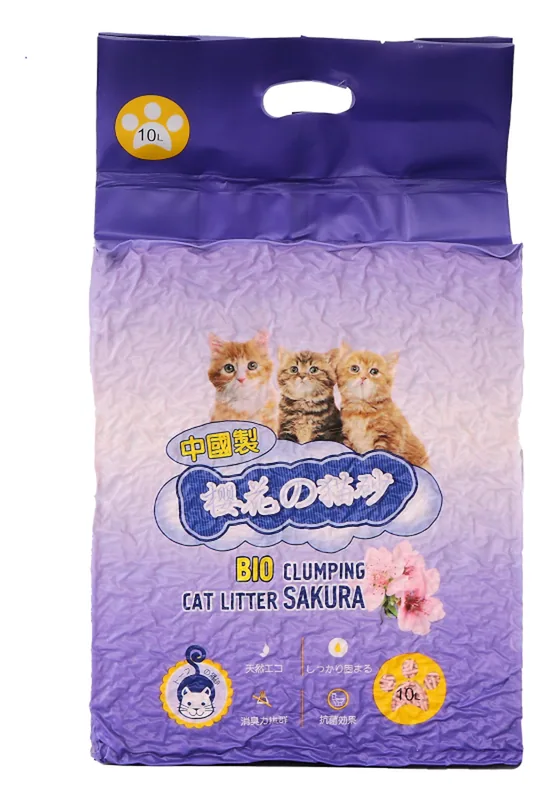 10L
中國製
樱花の猫砂
BIO CLUMPING
CAT LITTER SAKURA
天然エコ
しっかり固まる
10L
消臭力抜群
抗菌効果